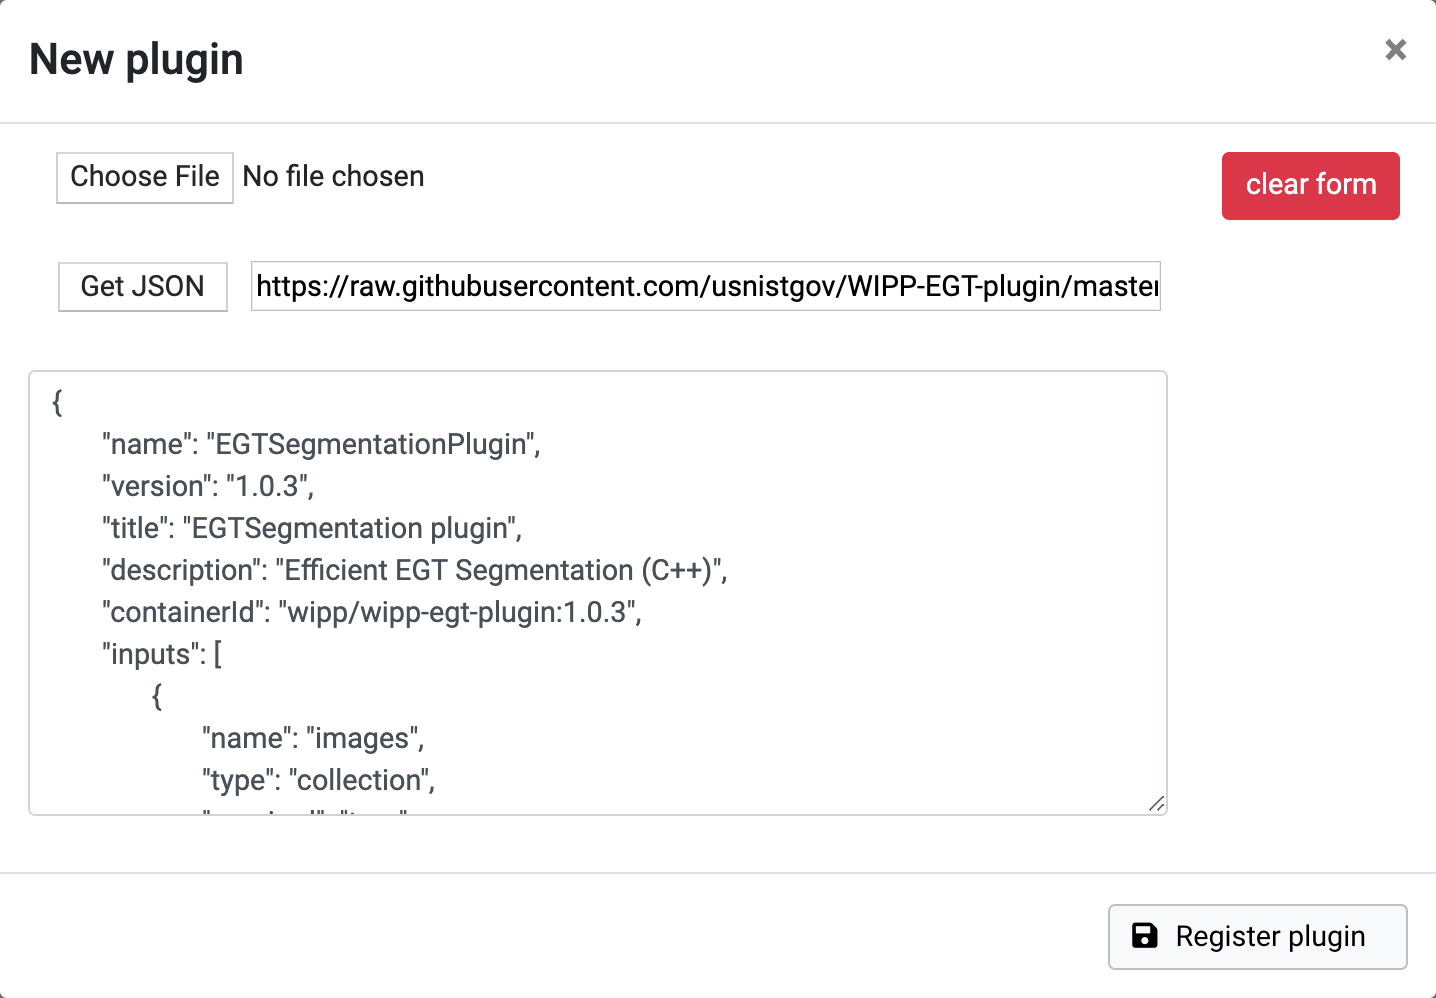 New plugin
×
Choose File No file chosen
clear form
Get JSON https://raw.githubusercontent.com/usnistgov/WIPP-EGT-plugin/master
{
"name": "EGTSegmentationPlugin",
"version": "1.0.3",
"title": "EGTSegmentation plugin",
"description": "Efficient EGT Segmentation (C++)",
"containerId": "wipp/wipp-egt-plugin:1.0.3",
"inputs": [
{
"name": "images",
"type": "collection",
Register plugin